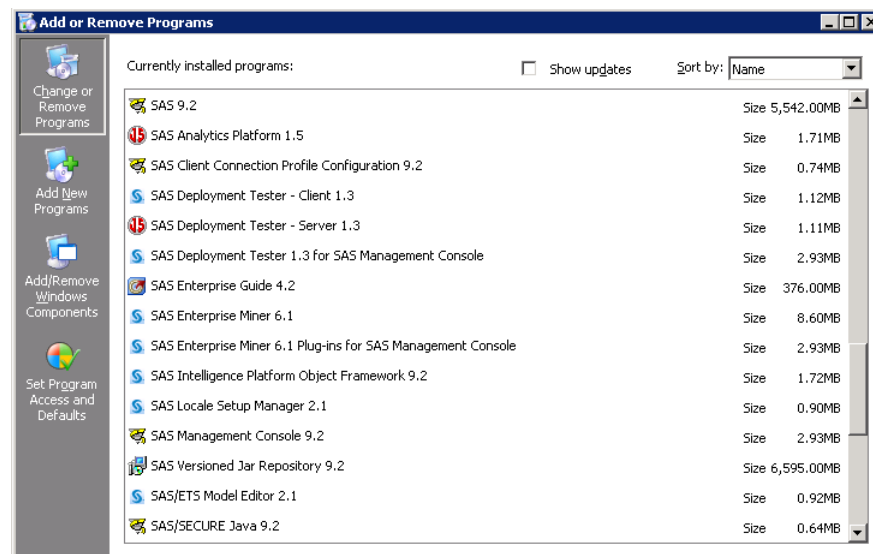 Add or Remove Programs
Change or
Remove
Programs
Add New
Programs
Add/Remove
Windows
Components
Set Program
Access and
Defaults
Currently installed programs: Show updates Sort by: Name
SAS 9.2 Size 5,542.00MB
SAS Analytics Platform 1.5 Size 1.71MB
SAS Client Connection Profile Configuration 9.2 Size 0.74MB
SAS Deployment Tester - Client 1.3 Size 1.12MB
SAS Deployment Tester - Server 1.3 Size 1.11MB
SAS Deployment Tester 1.3 for SAS Management Console Size 2.93MB
SAS Enterprise Guide 4.2 Size 376.00MB
SAS Enterprise Miner 6.1 Size 8.60MB
SAS Enterprise Miner 6.1 Plug-ins for SAS Management Console Size 2.93MB
SAS Intelligence Platform Object Framework 9.2 Size 1.72MB
SAS Locale Setup Manager 2.1 Size 0.90MB
SAS Management Console 9.2 Size 2.93MB
SAS Versioned Jar Repository 9.2 Size 6,595.00MB
SAS/ETS Model Editor 2.1 Size 0.92MB
SAS/SECURE Java 9.2 Size 0.64MB